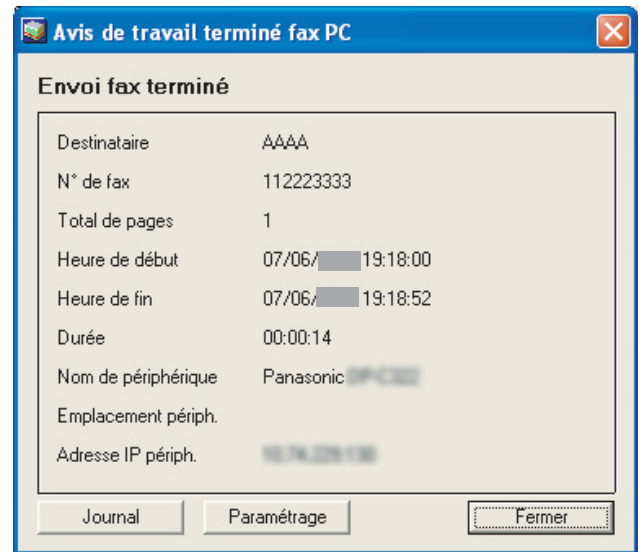 Avis de travail terminé fax PC
Envoi fax terminé
Destinataire AAAA
N° de fax 112223333
Total de pages 1
Heure de début 07/06/ 19:18:00
Heure de fin 07/06/ 19:18:52
Durée 00:00:14
Nom de périphérique Panasonic
Emplacement périph.
Adresse IP périph.
Journal Paramétrage Fermer